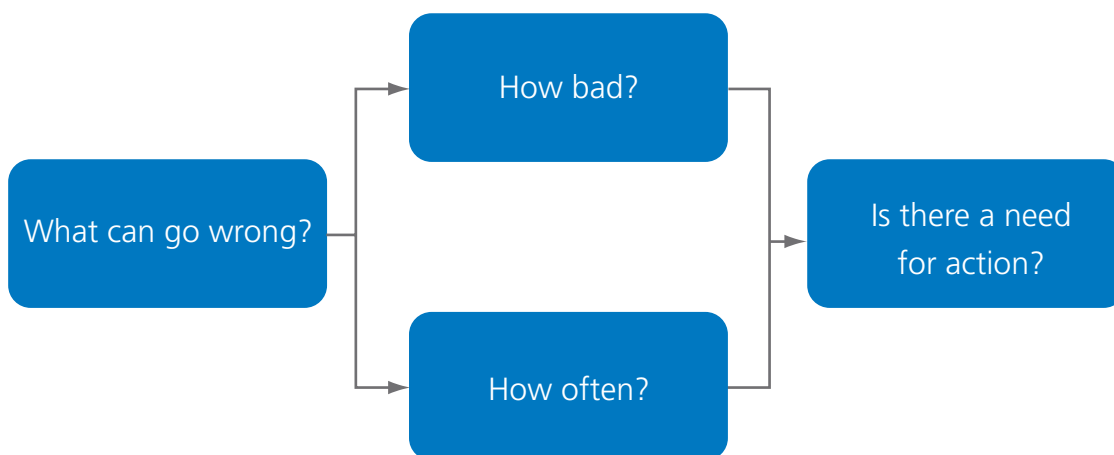 How bad?
What can go wrong?
Is there a need
for action?
How often?